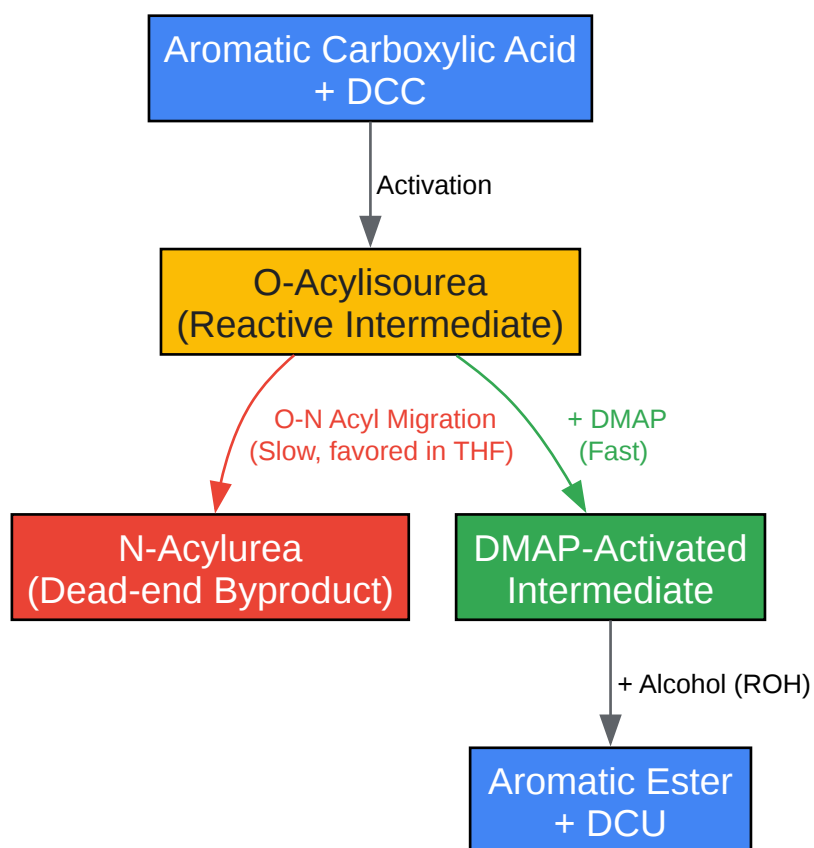 Aromatic Carboxylic Acid
+ DCC
Activation
O-Acylisourea
(Reactive Intermediate)
O-N Acyl Migration
(Slow, favored in THF)
+ DMAP
(Fast)
N-Acylurea
(Dead-end Byproduct)
DMAP-Activated
Intermediate
+ Alcohol (ROH)
Aromatic Ester
+ DCU